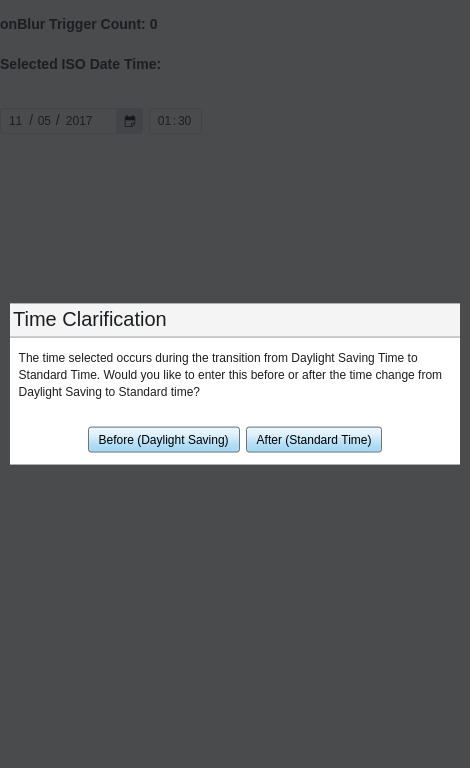 onBlur Trigger Count: 0
Selected ISO Date Time:
11 / 05 / 2017 01:30
Time Clarification
The time selected occurs during the transition from Daylight Saving Time to
Standard Time. Would you like to enter this before or after the time change from
Daylight Saving to Standard time?
Before (Daylight Saving) After (Standard Time)